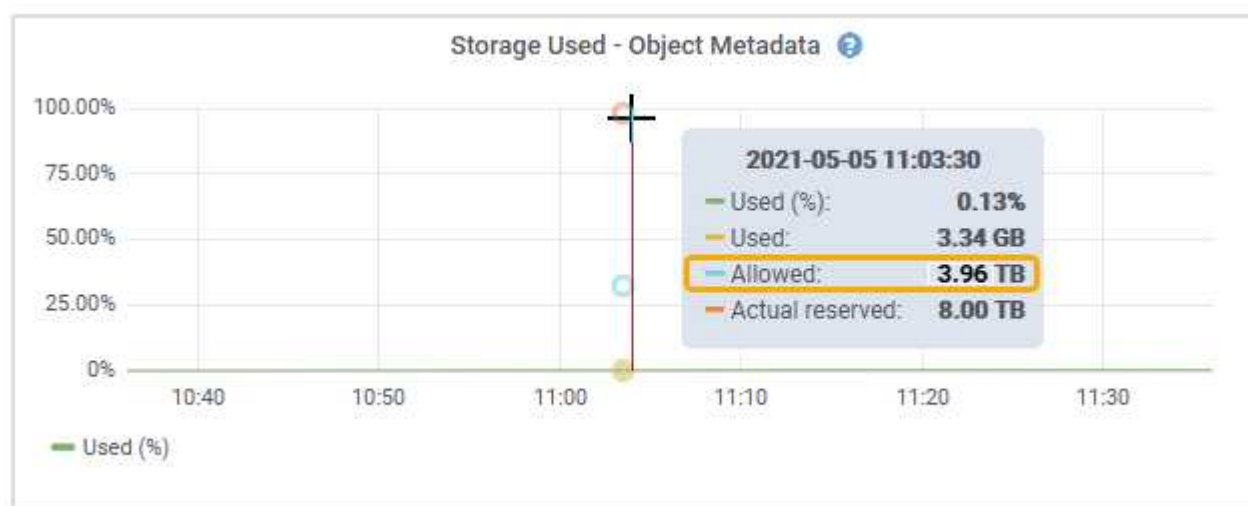 Storage Used - Object Metadata ?
100.00%
75.00%
50.00%
25.00%
0%
10:40 10:50 11:00 11:10 11:20 11:30
2021-05-05 11:03:30
Used (%): 0.13%
Used: 3.34 GB
Allowed: 3.96 TB
Actual reserved: 8.00 TB
Used (%)